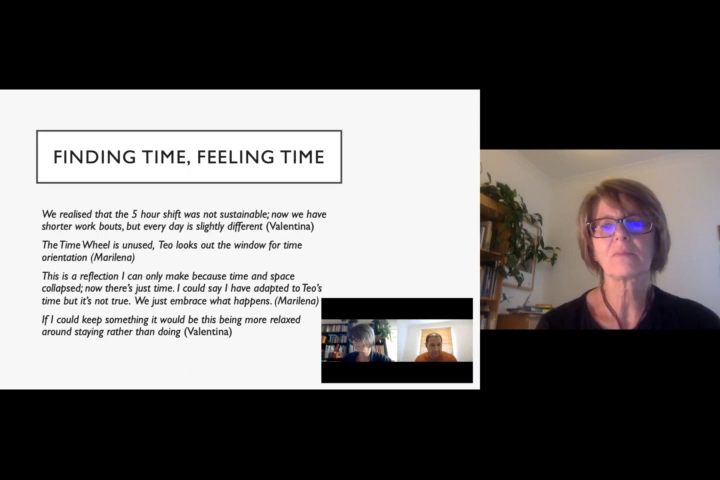 FINDING TIME, FEELING TIME
We realised that the 5 hour shift was not sustainable; now we have
shorter work bouts, but every day is slightly different (Valentina)
The Time Wheel is unused, Teo looks out the window for time
orientation (Marilena)
This is a reflection I can only make because time and space
collapsed; now there's just time. I could say I have adapted to Teo's
time but it's not true. We just embrace what happens. (Marilena)
If I could keep something it would be this being more relaxed
around staying rather than doing (Valentina)